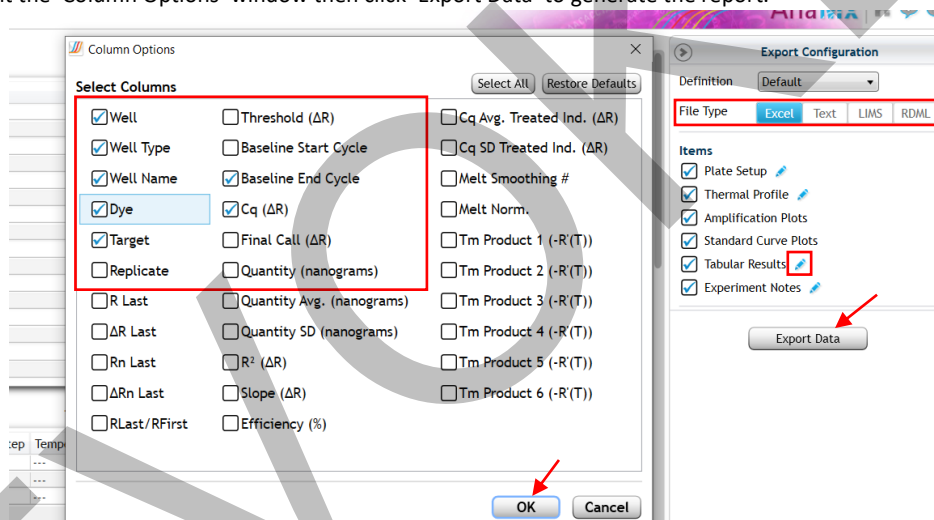 t the 'Column Options' window then click 'Export Data' to generate the report.
AriaMx
Column Options
Select Columns
Select All
Restore Defaults
Well
Threshold (ΔR)
Cq Avg. Treated Ind. (ΔR)
Well Type
Baseline Start Cycle
Cq SD Treated Ind. (ΔR)
Well Name
Baseline End Cycle
Melt Smoothing #
Dye
Cq (ΔR)
Melt Norm.
Target
Final Call (ΔR)
Tm Product 1 (-R'(T))
Replicate
Quantity (nanograms)
Tm Product 2 (-R'(T))
R Last
Quantity Avg. (nanograms)
Tm Product 3 (-R'(T))
ΔR Last
Quantity SD (nanograms)
Tm Product 4 (-R'(T))
Rn Last
R² (ΔR)
Tm Product 5 (-R'(T))
ΔRn Last
Slope (ΔR)
Tm Product 6 (-R'(T))
RLast/RFirst
Efficiency (%)
OK
Cancel
Export Configuration
Definition
Default
File Type
Excel
Text
LIMS
RDML
Items
Plate Setup
Thermal Profile
Amplification Plots
Standard Curve Plots
Tabular Results
Experiment Notes
Export Data
tep Tempe
---
---
---